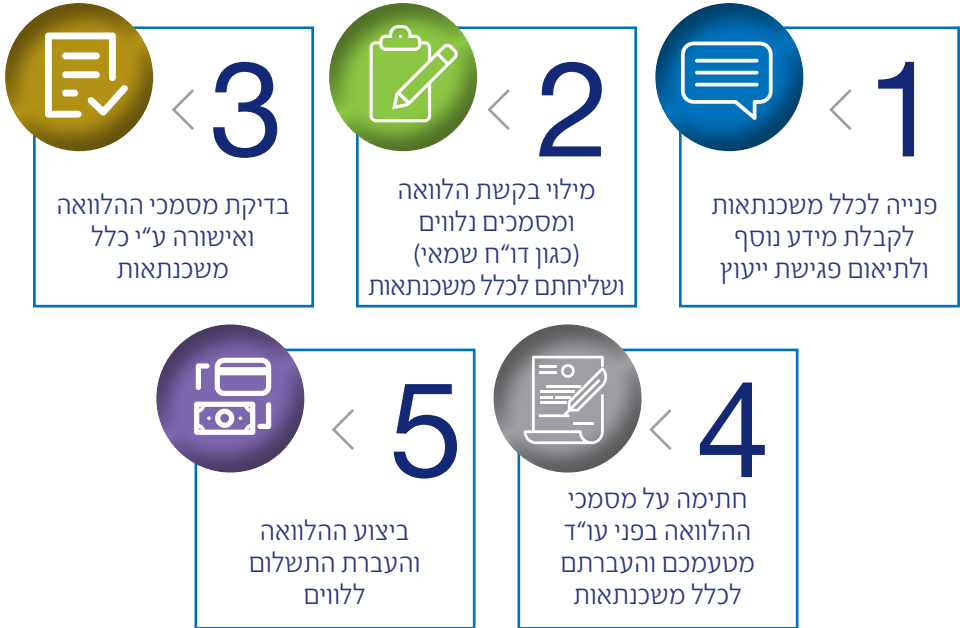 1
פנייה לכלל משכנתאות
לקבלת מידע נוסף
ולתיאום פגישת ייעוץ
2
מילוי בקשת הלוואה
ומסמכים נלווים
(כגון דו"ח שמאי)
ושליחתם לכלל משכנתאות
3
בדיקת מסמכי ההלוואה
ואישורה ע"י כלל
משכנתאות
4
חתימה על מסמכי
ההלוואה בפני עו"ד
מטעמכם והעברתם
לכלל משכנתאות
5
ביצוע ההלוואה
והעברת התשלום
ללווים